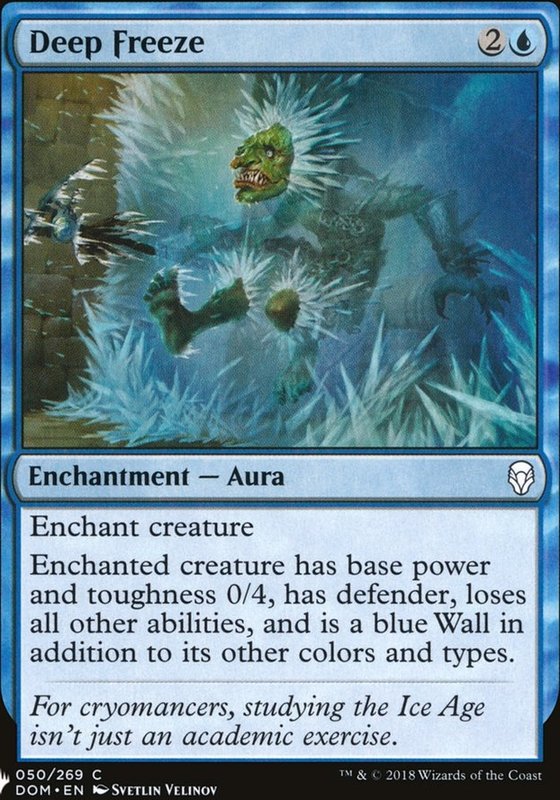 Deep Freeze 2
Enchantment — Aura
Enchant creature
Enchanted creature has base power
and toughness 0/4, has defender, loses
all other abilities, and is a blue Wall in
addition to its other colors and types.
For cryomancers, studying the Ice Age
isn't just an academic exercise.
050/269 C
DOM • EN Svetlin Velinov
™ & © 2018 Wizards of the Coast